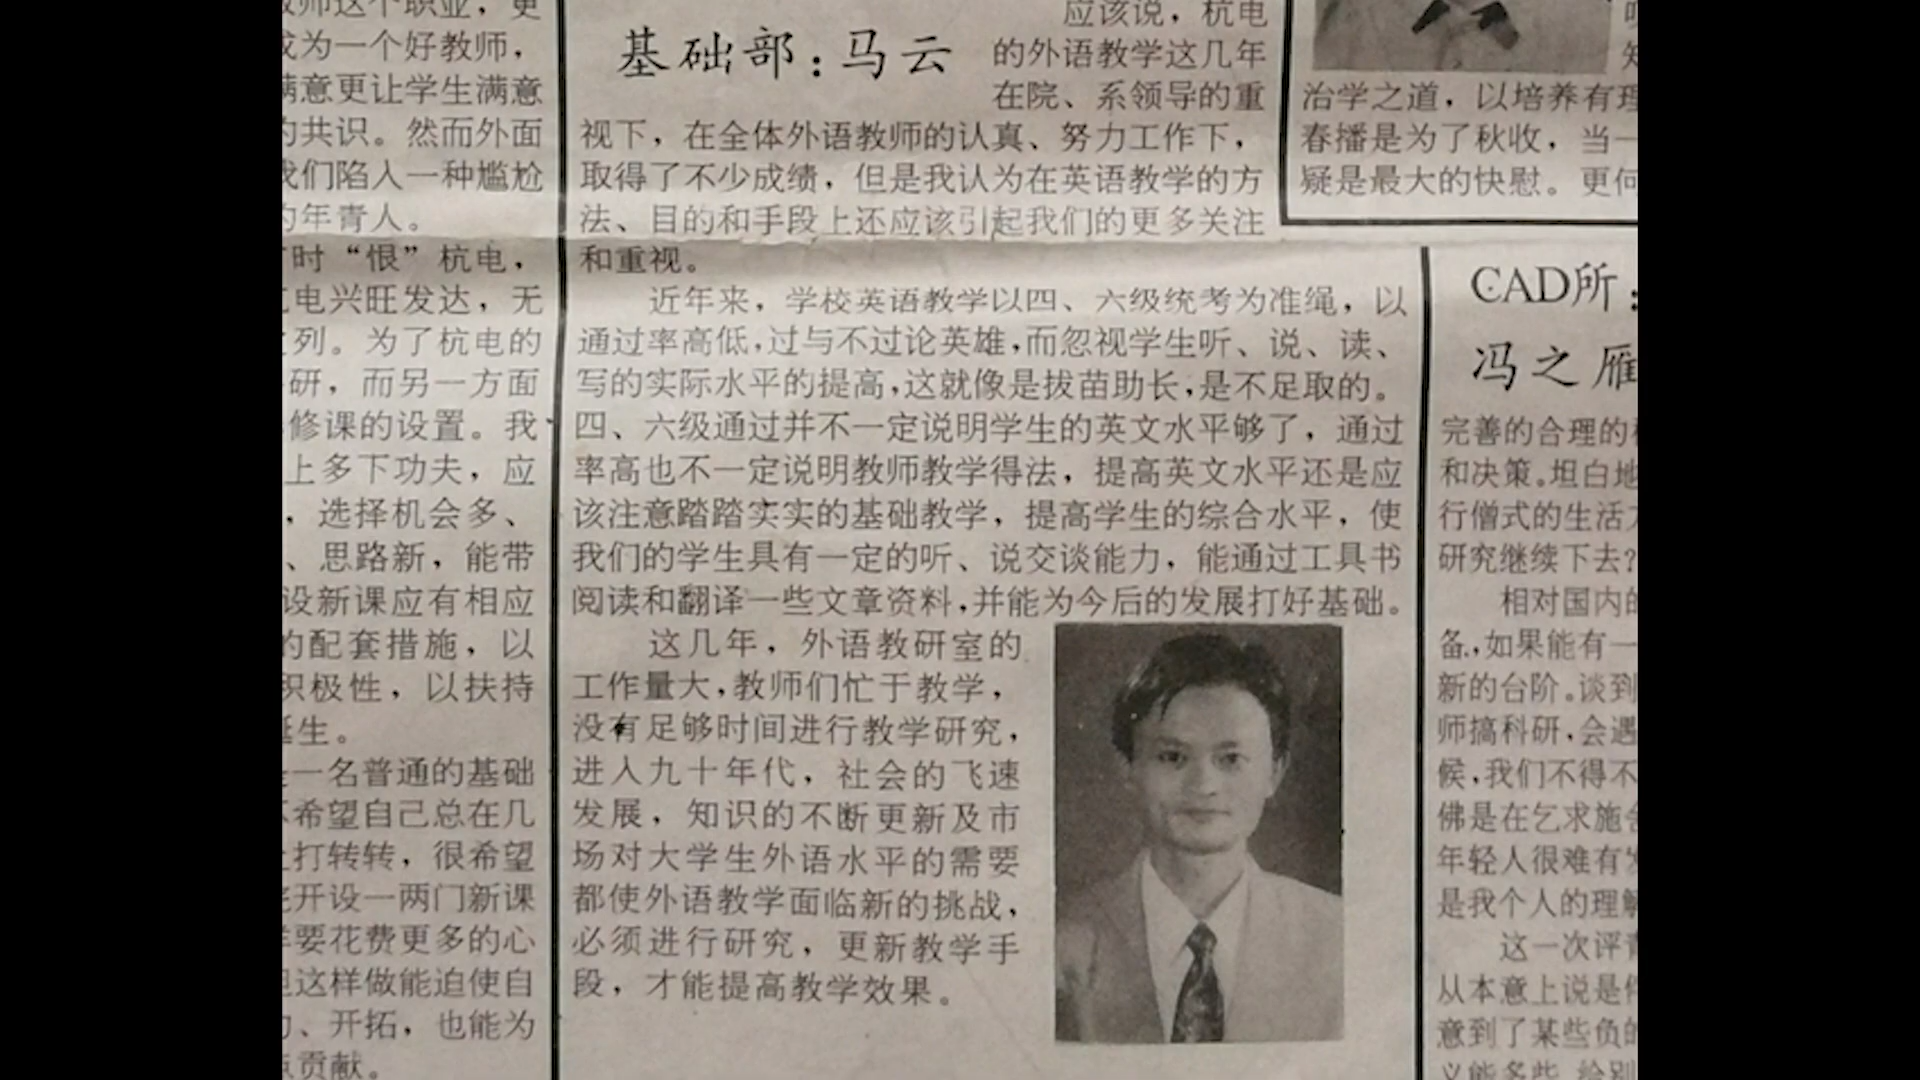 师这个职业，更
成为一个好教师，
满意更让学生满意
的共识。然而外面
我们陷入一种尴尬
的年青人。
时“恨”杭电，
电兴旺发达，无
之列。为了杭电的
研，而另一方面
修课的设置。我
上多下功夫，应
，选择机会多、
、思路新，能带
设新课应有相应
的配套措施，以
积极性，以扶持
诞生。
一名普通的基础
不希望自己总在几
上打转转，很希望
开设一两门新课
要花费更多的心
但这样做能迫使自
、开拓，也能为
点贡献。
基础部：马云
应该说，杭电
的外语教学这几年
在院、系领导的重
视下，在全体外语教师的认真、努力工作下，
取得了不少成绩，但是我认为在英语教学的方
法、目的和手段上还应该引起我们的更多关注
和重视。
近年来，学校英语教学以四、六级统考为准绳，以
通过率高低，过与不过论英雄，而忽视学生听、说、读、
写的实际水平的提高，这就像是拔苗助长，是不足取的。
四、六级通过并不一定说明学生的英文水平够了，通过
率高也不一定说明教师教学得法，提高英文水平还是应
该注意踏踏实实的基础教学，提高学生的综合水平，使
我们的学生具有一定的听、说交谈能力，能通过工具书
阅读和翻译一些文章资料，并能为今后的发展打好基础。
这几年，外语教研室的
工作量大，教师们忙于教学，
没有足够时间进行教学研究，
进入九十年代，社会的飞速
发展，知识的不断更新及市
场对大学生外语水平的需要
都使外语教学面临新的挑战，
必须进行研究，更新教学手
段，才能提高教学效果。
治学之道，以培养有理
春播是为了秋收，当一
疑是最大的快慰。更何
CAD所：
冯之雁
完善的合理的
和决策。坦白地
行僧式的生活方
研究继续下去？
相对国内的
备，如果能有一
新的台阶。谈到
师搞科研，会遇
候，我们不得不
佛是在乞求施舍
年轻人很难有发
是我个人的理解
这一次评青
从本意上说是件
意到了某些负的
义能多些，给别